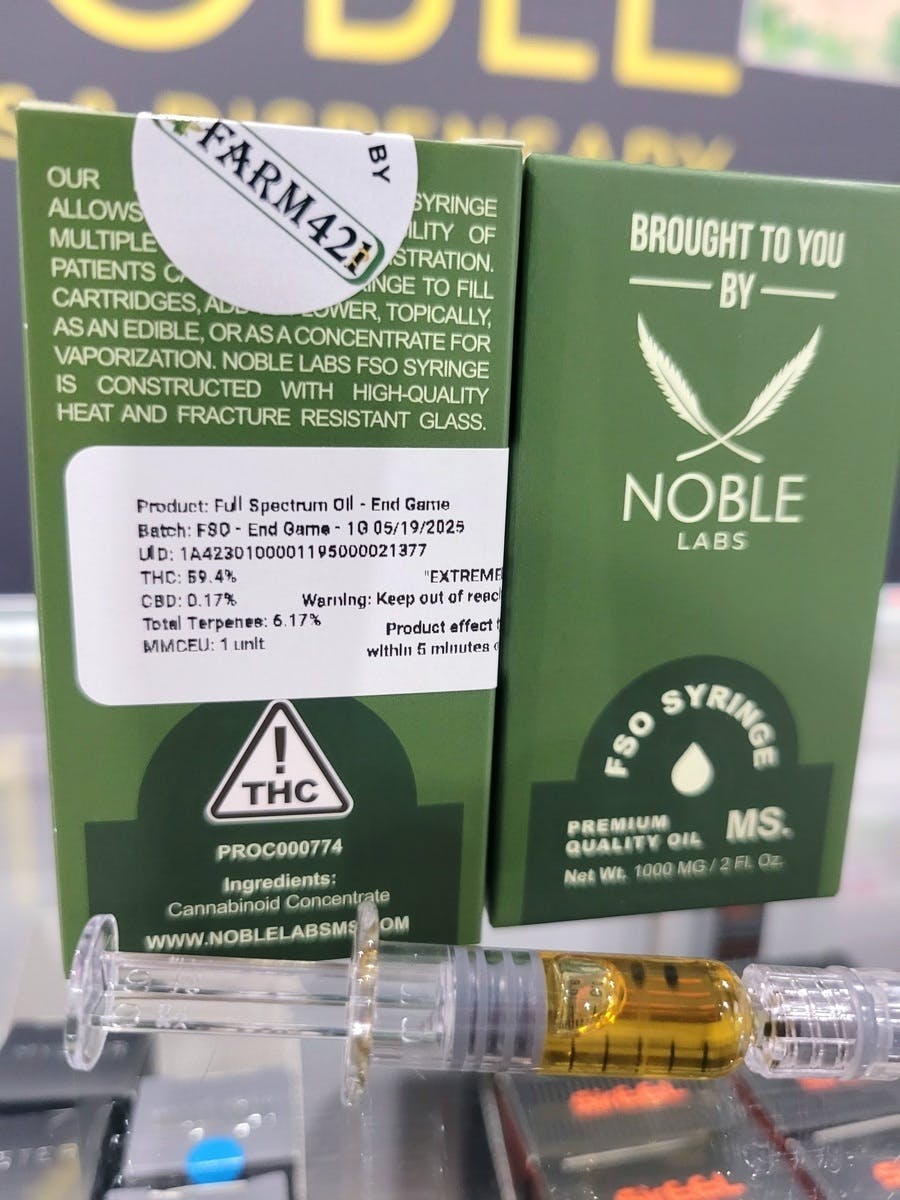 S & DISPENSARY
FARM421
BY
OUR SYRINGE
ALLOWS ILITY OF
MULTIPLE STRATION.
PATIENTS INGE TO FILL
CARTRIDGES, LOWER, TOPICALLY,
AS AN EDIBLE, OR AS A CONCENTRATE FOR
VAPORIZATION. NOBLE LABS FSO SYRINGE
IS CONSTRUCTED WITH HIGH-QUALITY
HEAT AND FRACTURE RESISTANT GLASS.
Product: Full Spectrum Oil - End Game
Batch: FSO - End Game - 1G 05/19/2025
UID: 1A4230100001195000021377
THC: 59.4%
"EXTREME
CBD: 0.17%
Warning: Keep out of reac
Total Terpenes: 6.17%
Product effect
MMCEU: 1 unit
within 5 minutes
!
THC
PROC000774
Ingredients:
Cannabinoid Concentrate
WWW.NOBLELABSMS.COM
BROUGHT TO YOU
BY
NOBLE
LABS
FSO SYRINGE
PREMIUM
QUALITY OIL
MS.
Net Wt. 1000 MG / 2 Fl. Oz.